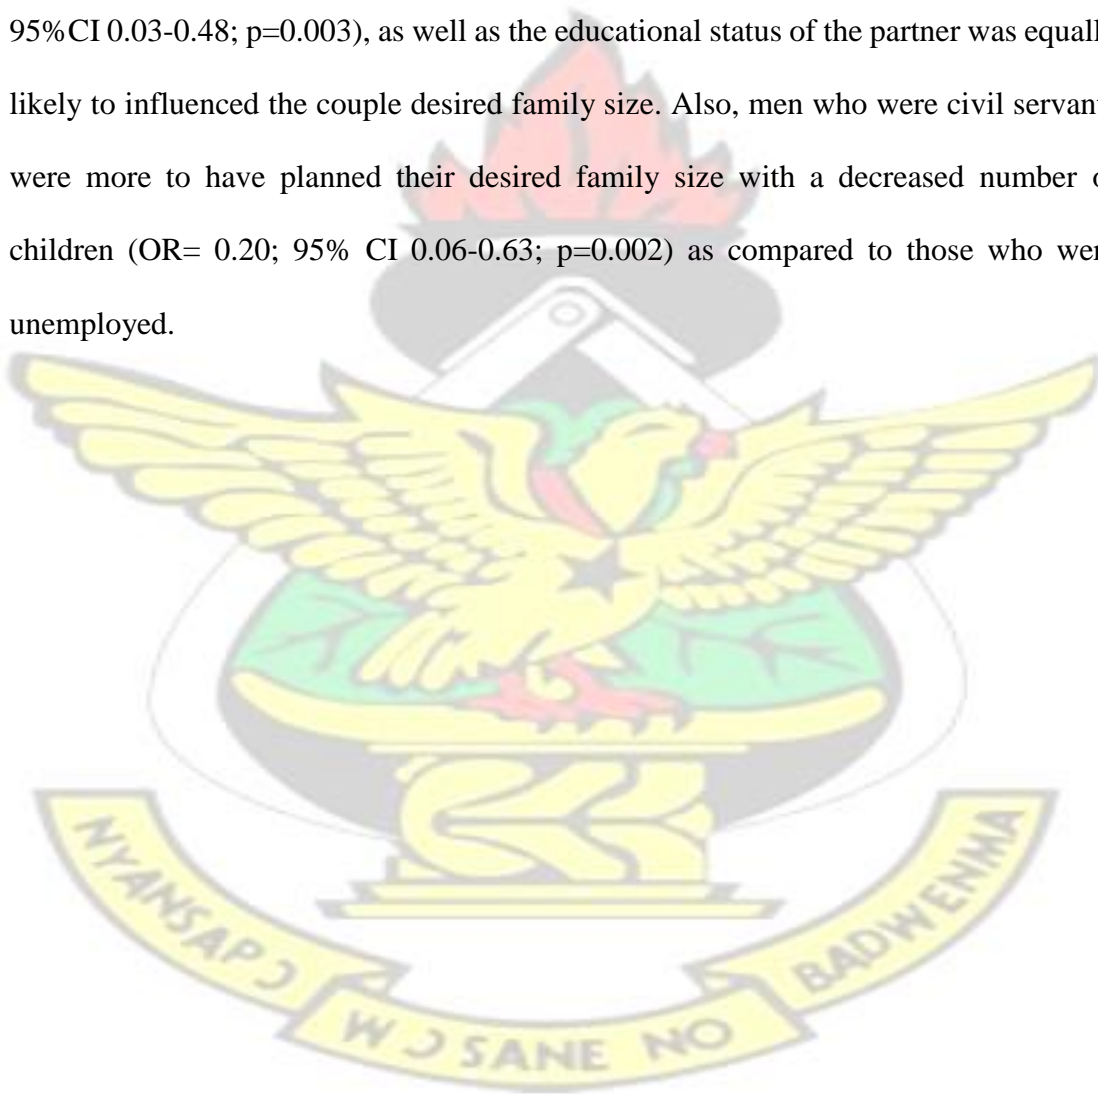 95%CI 0.03-0.48; p=0.003), as well as the educational status of the partner was equall
likely to influenced the couple desired family size. Also, men who were civil servant
were more to have planned their desired family size with a decreased number o
children (OR= 0.20; 95% CI 0.06-0.63; p=0.002) as compared to those who wer
unemployed.
NYANSAPƆ
WƆSANE NO
BADWENMA